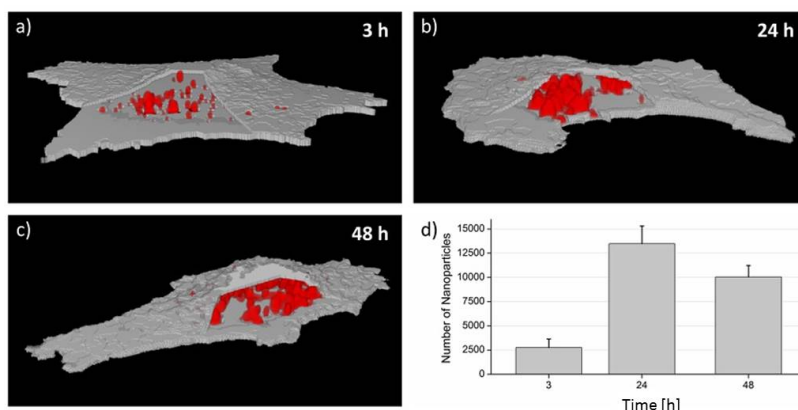 a)
3 h
b)
24 h
c)
48 h
d)
Number of Nanoparticles
15000
12500
10000
7500
5000
2500
0
3
24
48
Time [h]